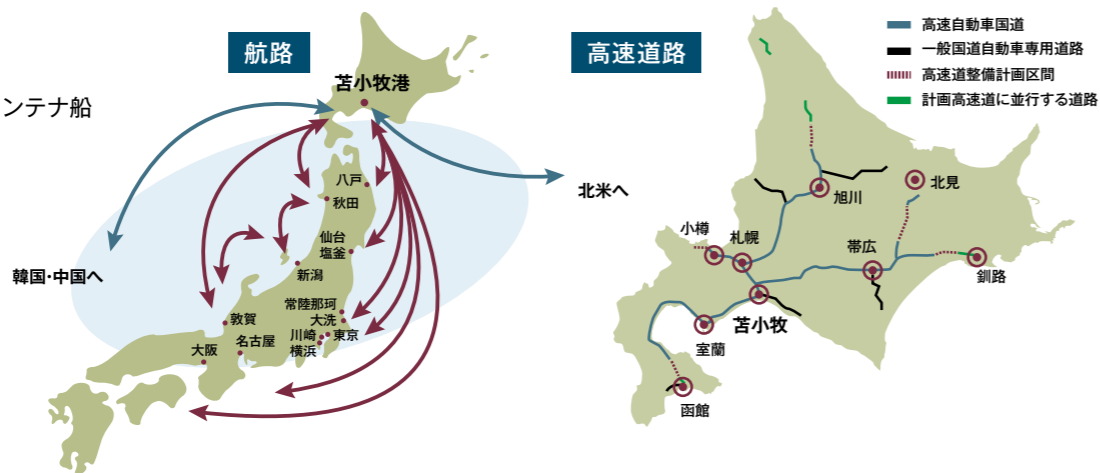 航路
苫小牧港
ンテナ船
八戸
秋田
仙台
塩釜
新潟
韓国・中国へ
北米へ
常陸那珂
大洗
敦賀
川崎
東京
横浜
名古屋
大阪
高速道路
高速自動車国道
一般国道自動車専用道路
高速道整備計画区間
計画高速道に並行する道路
旭川
北見
小樽
札幌
帯広
釧路
苫小牧
室蘭
函館